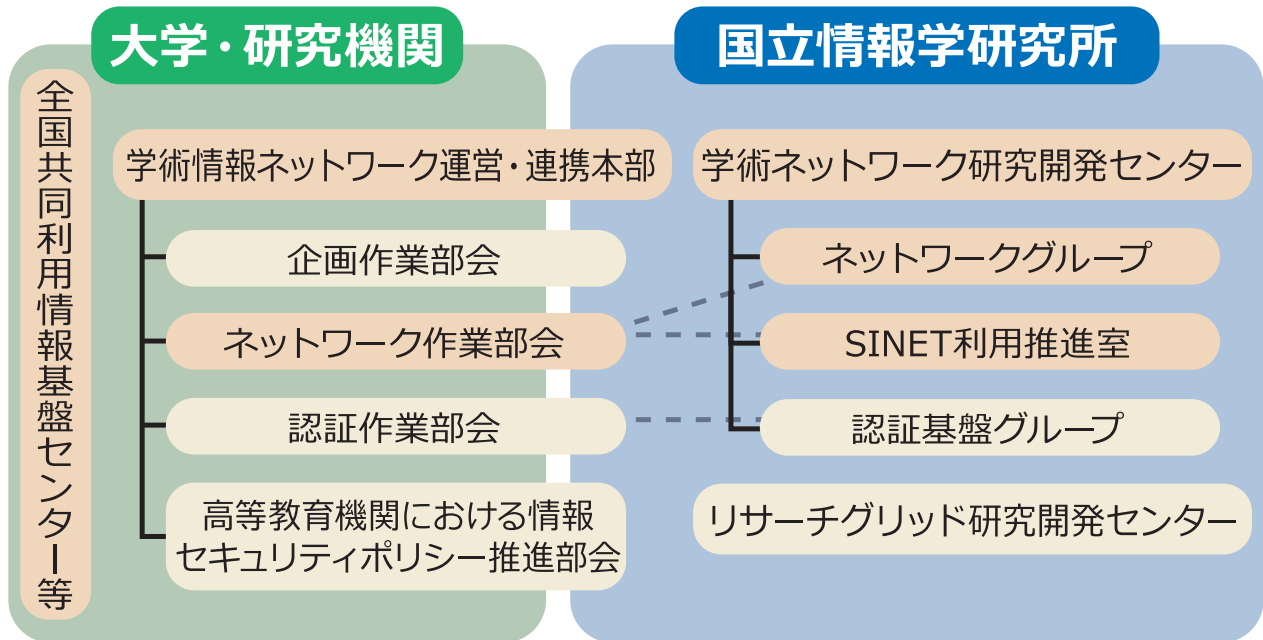 大学・研究機関
全国共同利用情報基盤センター等
学術情報ネットワーク運営・連携本部
企画作業部会
ネットワーク作業部会
認証作業部会
高等教育機関における情報
セキュリティポリシー推進部会
国立情報学研究所
学術ネットワーク研究開発センター
ネットワークグループ
SINET利用推進室
認証基盤グループ
リサーチグリッド研究開発センター